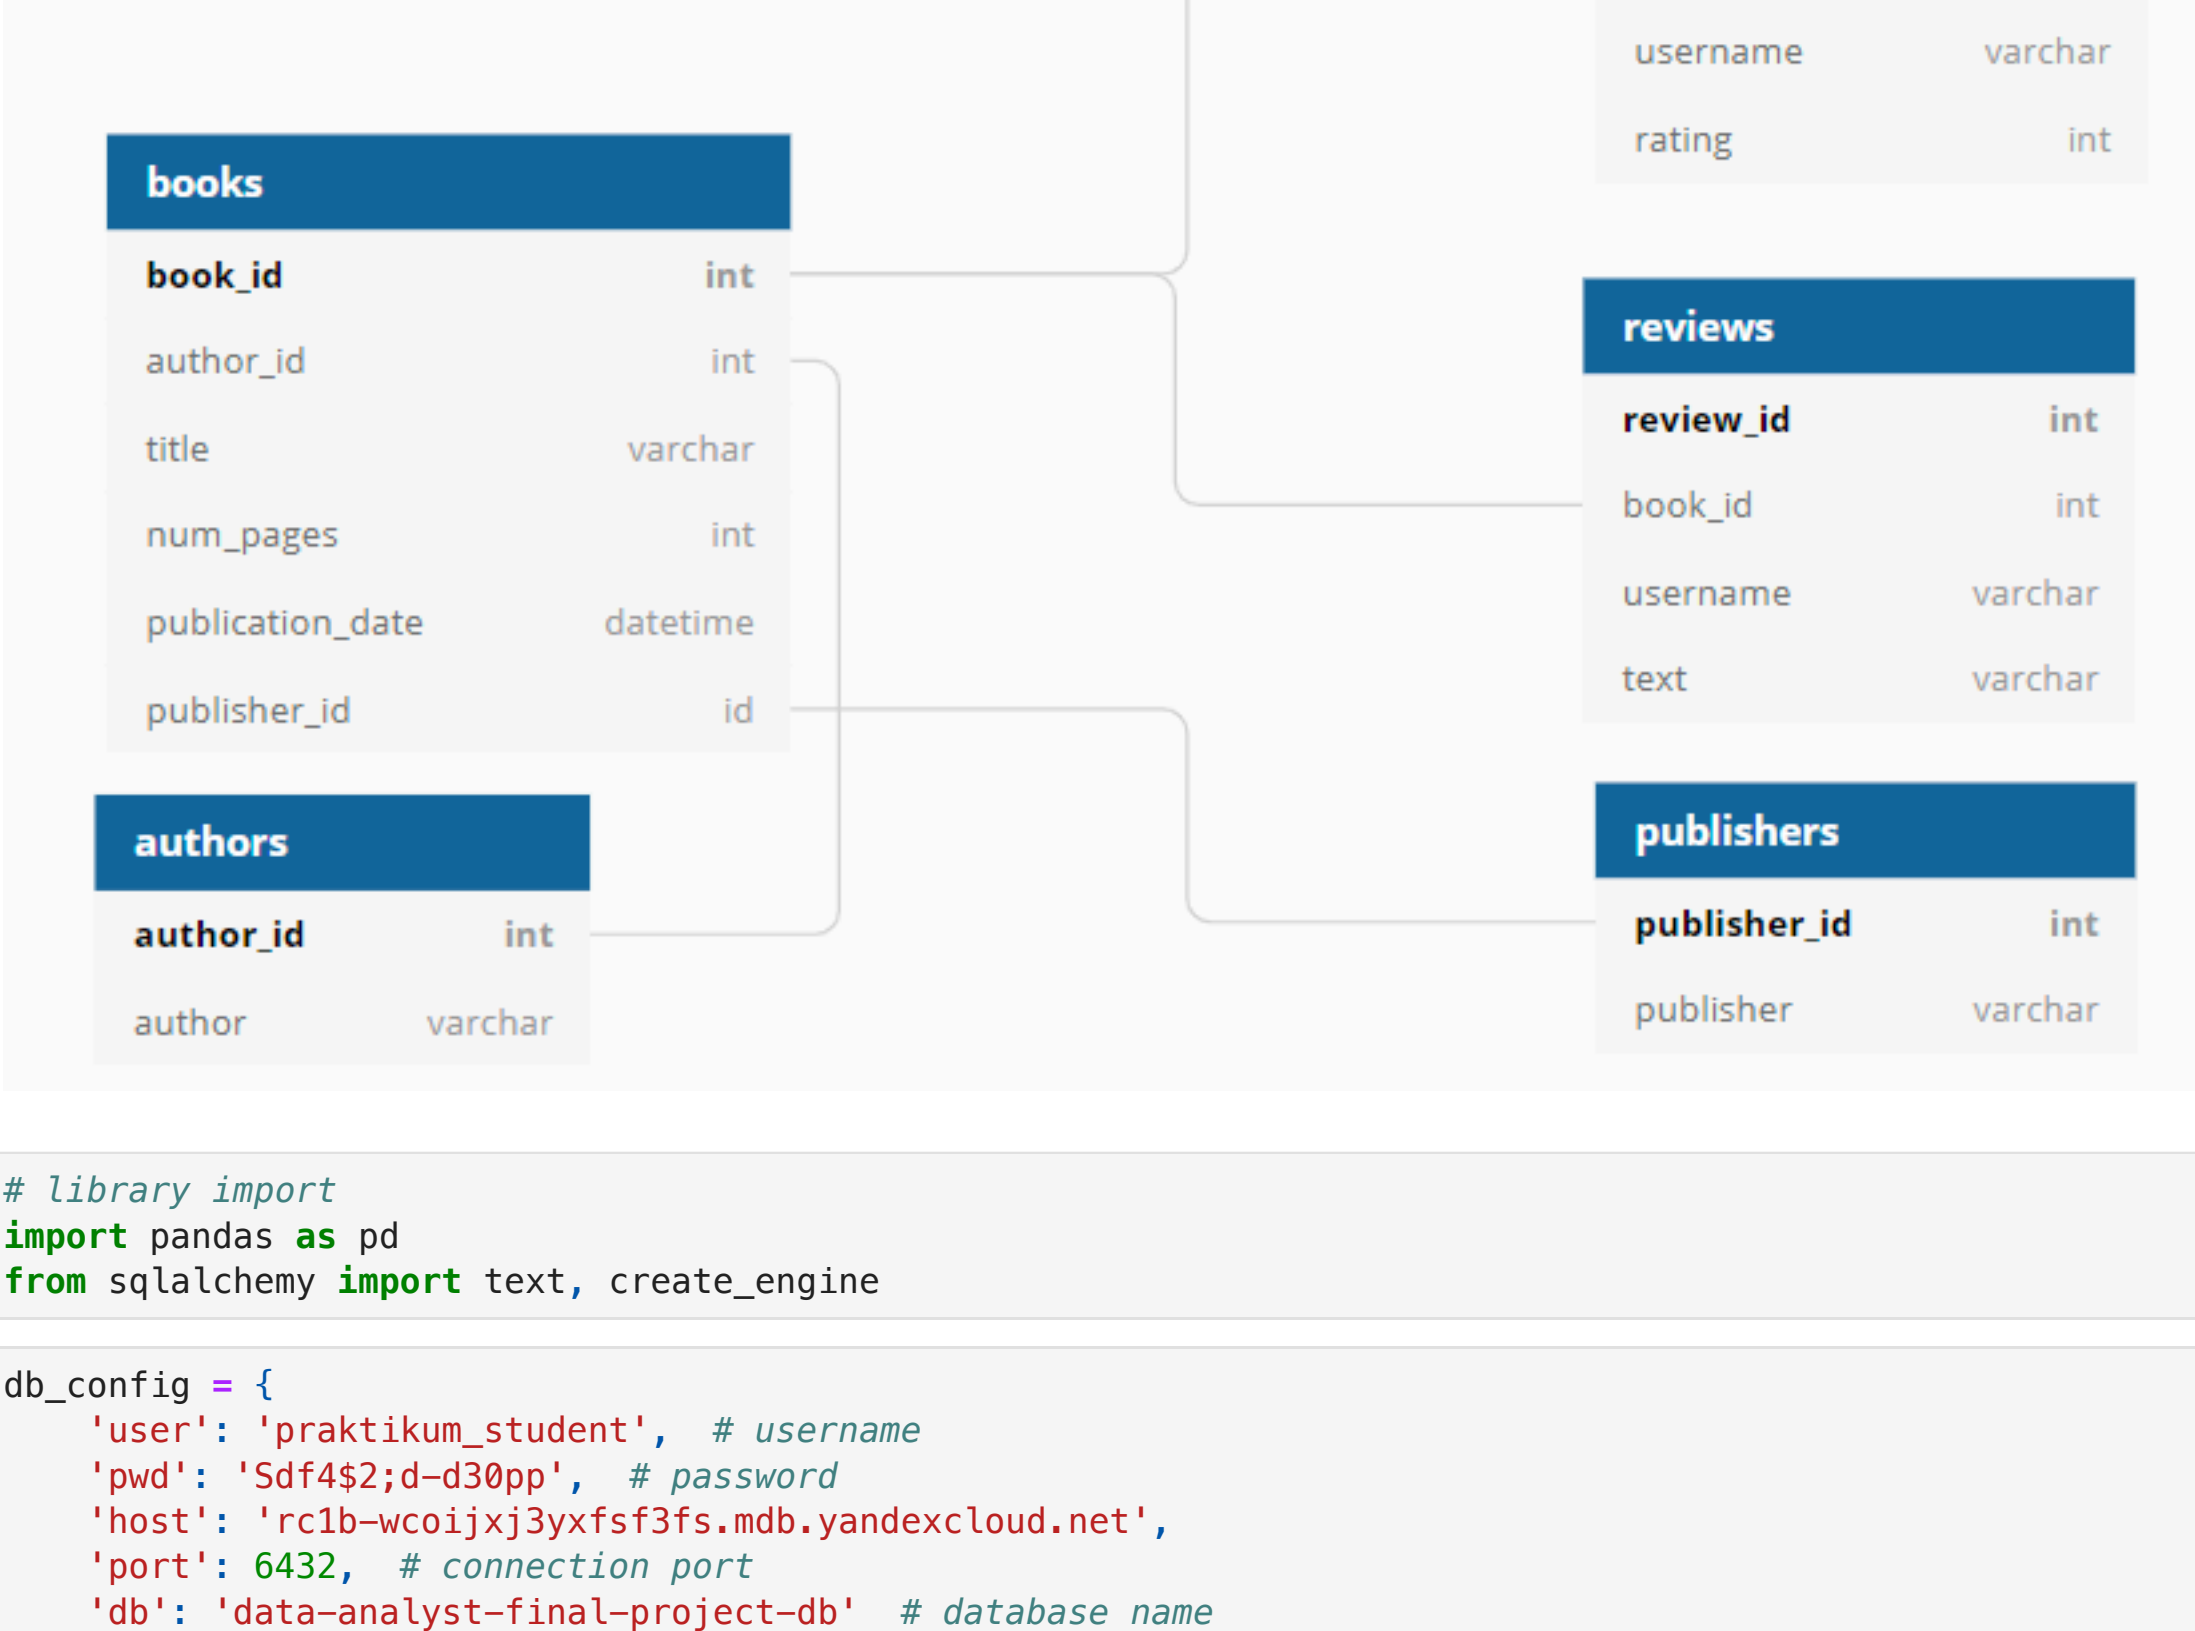 username varchar
rating int
books
book_id int
author_id int
title varchar
num_pages int
publication_date datetime
publisher_id id
reviews
review_id int
book_id int
username varchar
text varchar
authors
author_id int
author varchar
publishers
publisher_id int
publisher varchar
# library import
import pandas as pd
from sqlalchemy import text, create_engine
db_config = {
    'user': 'praktikum_student',  # username
    'pwd': 'Sdf4$2;d-d30pp',  # password
    'host': 'rc1b-wcoijxj3yxfsf3fs.mdb.yandexcloud.net',
    'port': 6432,  # connection port
    'db': 'data-analyst-final-project-db'  # database name